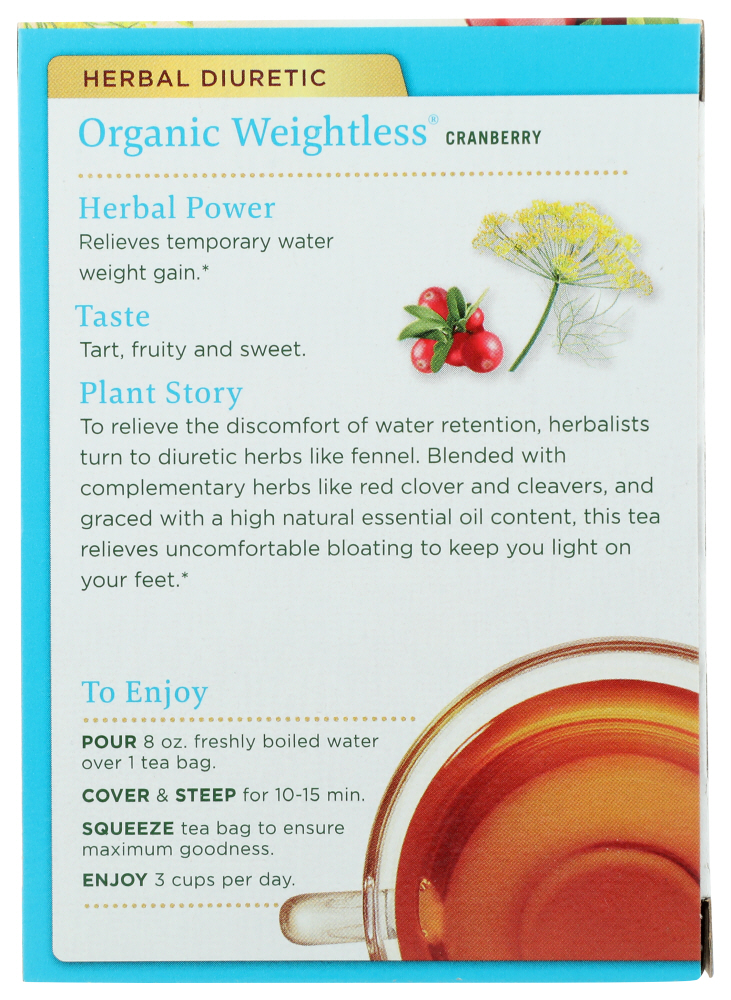 HERBAL DIURETIC
Organic Weightless® CRANBERRY
Herbal Power
Relieves temporary water
weight gain.*
Taste
Tart, fruity and sweet.
Plant Story
To relieve the discomfort of water retention, herbalists
turn to diuretic herbs like fennel. Blended with
complementary herbs like red clover and cleavers, and
graced with a high natural essential oil content, this tea
relieves uncomfortable bloating to keep you light on
your feet.*
To Enjoy
POUR 8 oz. freshly boiled water
over 1 tea bag.
COVER & STEEP for 10-15 min.
SQUEEZE tea bag to ensure
maximum goodness.
ENJOY 3 cups per day.